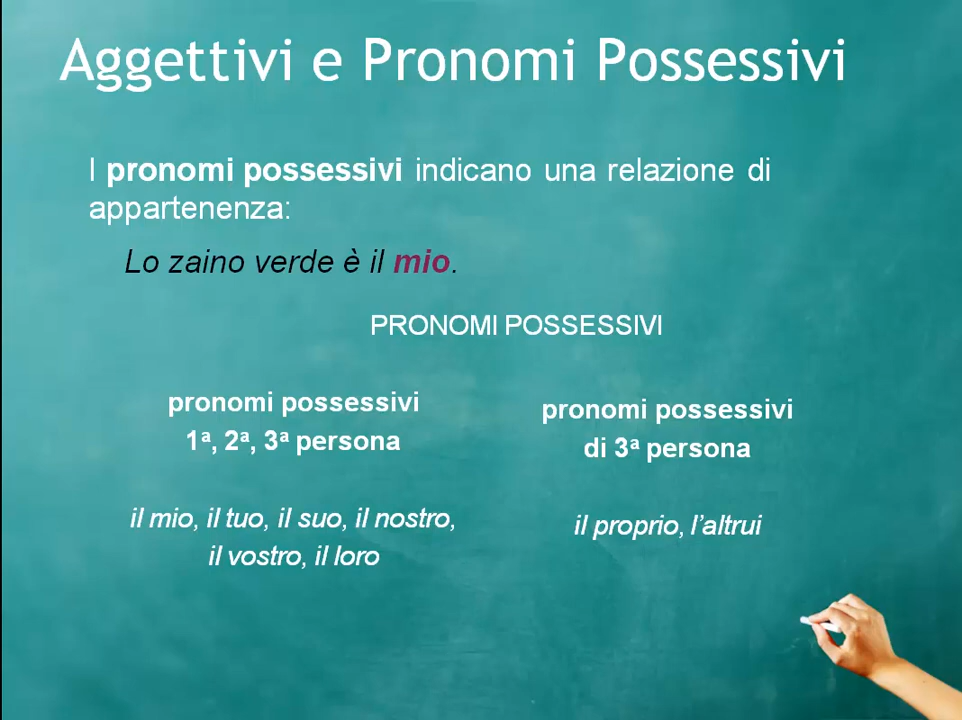 Aggettivi e Pronomi Possessivi
I pronomi possessivi indicano una relazione di
appartenenza:
Lo zaino verde è il mio.
PRONOMI POSSESSIVI
pronomi possessivi
1ª, 2ª, 3ª persona
il mio, il tuo, il suo, il nostro,
il vostro, il loro
pronomi possessivi
di 3ª persona
il proprio, l’altrui